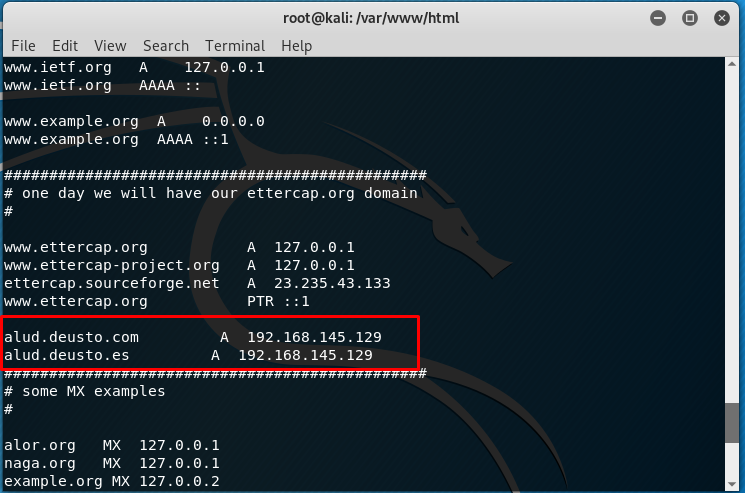 root@kali: /var/www/html
File Edit View Search Terminal Help
www.ietf.org   A    127.0.0.1
www.ietf.org   AAAA ::
www.example.org  A    0.0.0.0
www.example.org  AAAA ::1
###############################################
# one day we will have our ettercap.org domain
#
www.ettercap.org           A  127.0.0.1
www.ettercap-project.org   A  127.0.0.1
ettercap.sourceforge.net   A  23.235.43.133
www.ettercap.org           PTR ::1
alud.deusto.com         A  192.168.145.129
alud.deusto.es         A  192.168.145.129
###############################################
# some MX examples
#
alor.org   MX  127.0.0.1
naga.org   MX  127.0.0.1
example.org MX 127.0.0.2